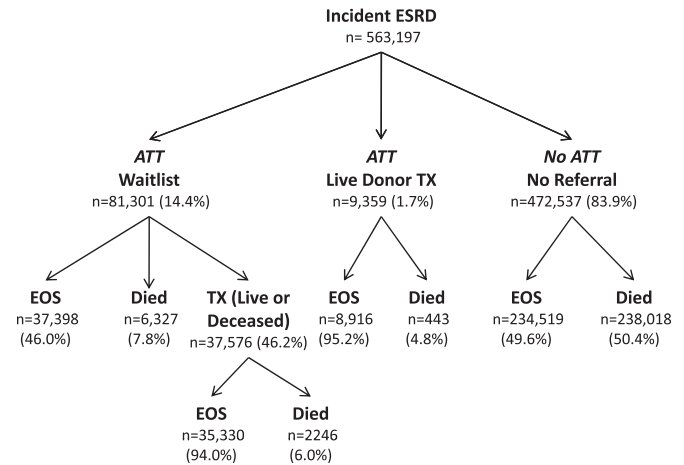 Incident ESRD
n= 563,197
ATT
Waitlist
n=81,301 (14.4%)
ATT
Live Donor TX
n=9,359 (1.7%)
No ATT
No Referral
n=472,537 (83.9%)
EOS
n=37,398
(46.0%)
Died
n=6,327
(7.8%)
TX (Live or
Deceased)
n=37,576 (46.2%)
EOS
n=8,916
(95.2%)
Died
n=443
(4.8%)
EOS
n=234,519
(49.6%)
Died
n=238,018
(50.4%)
EOS
n=35,330
(94.0%)
Died
n=2246
(6.0%)